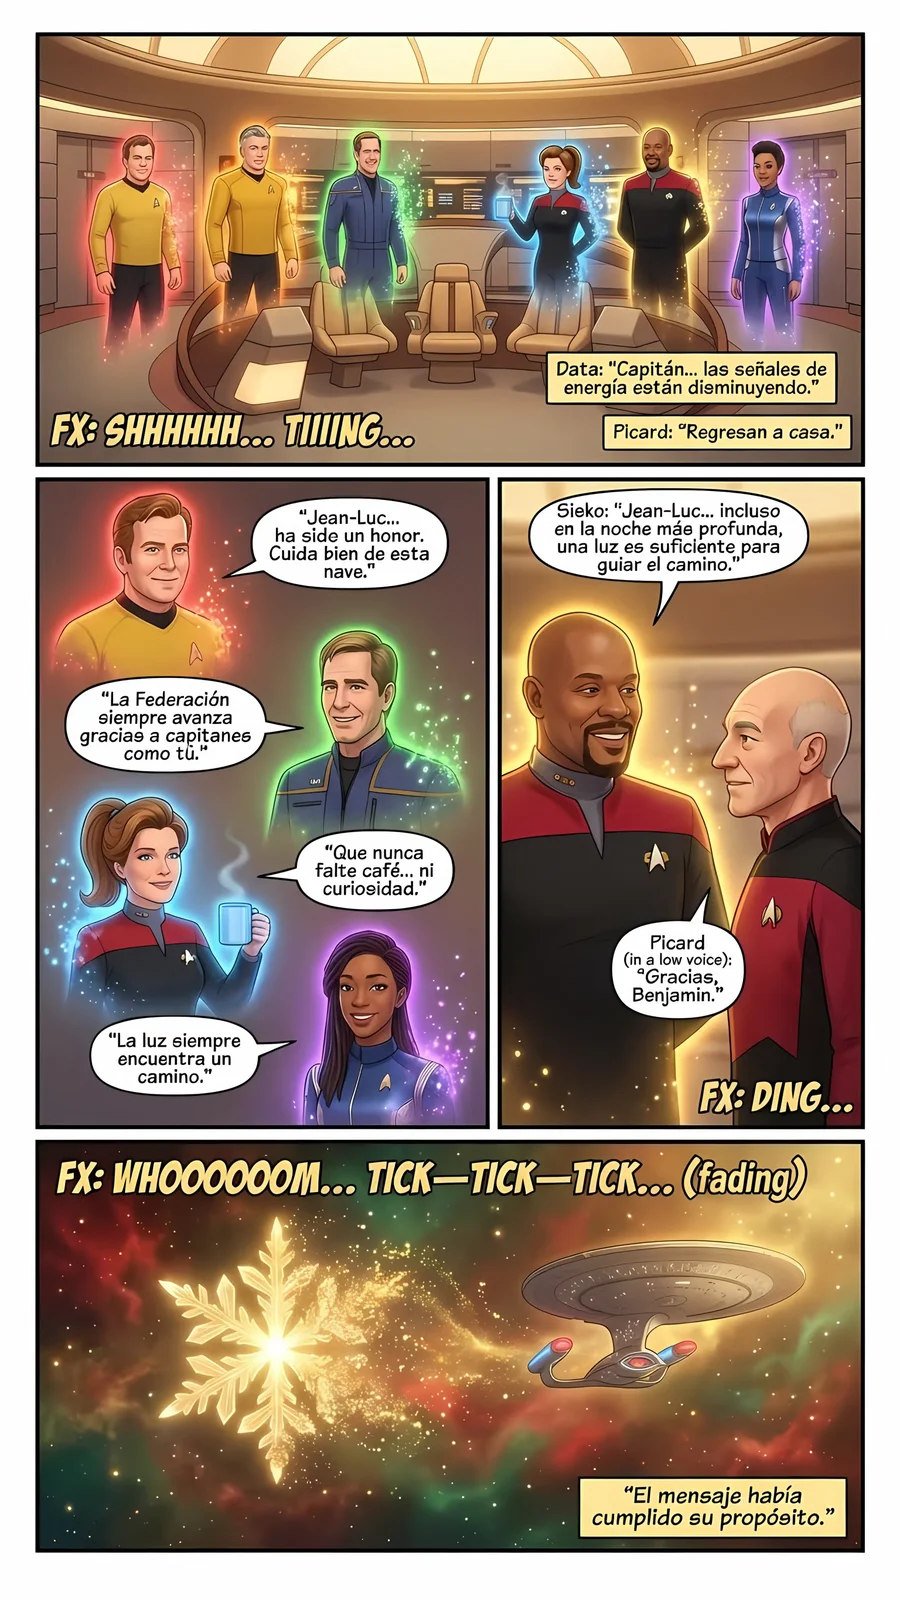 Data: "Capitán... las señales de
energía están dismınuyendo."
Picard: "Regresan a casa."
FX: SHHHHHH... TIIIING...
"Jean-Luc...
ha side un honor.
Cuida bien de esta
nave."
"La Federación
siempre avanza
gracias a capitanes
como tù."
"Que nunca
falte café... ni
curiosidad."
"La luz siempre
encuentra un
camino."
Sieko: "Jean-Luc... incluso
en la noche más profunda,
una luz es suficiente para
guiar el camino."
Picard
(in a low voice):
"Gracias,
Benjamin."
FX: DING...
FX: WHOOOOOOM... TICK—TICK—TICK... (fading)
"El mensaje había
cumplido su propósito."